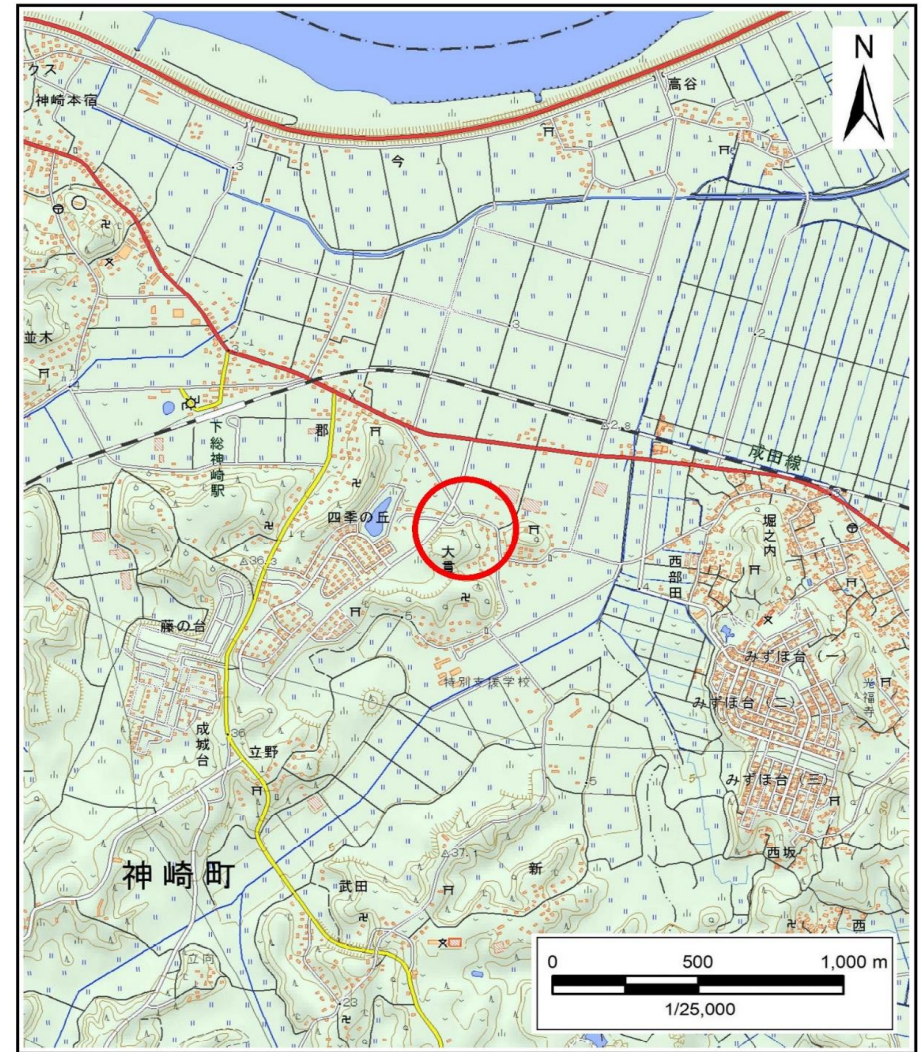 N
クス
神崎本宿
高谷
今
並木
下総神崎駅
郡
成田線
四季の丘
大貫
堀之内
西部田
藤の台
みずほ台（一）
特別支援学校
みずほ台（二）
光福寺
成城台
立野
みずほ台（三）
西坂
神崎町
武田
新
西
立向
0 500 1,000 m
1/25,000